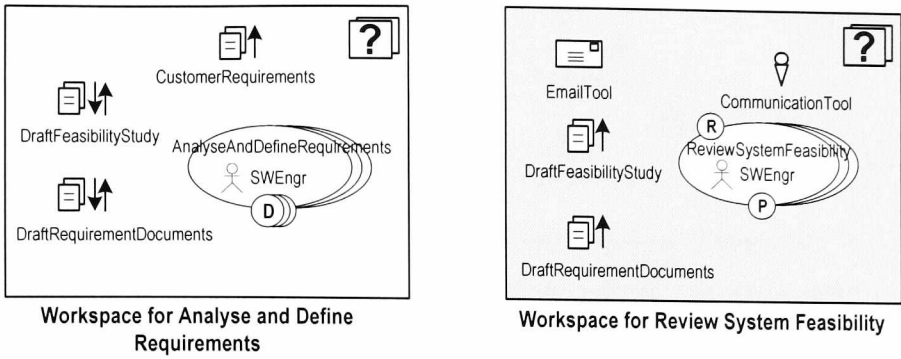 ?
CustomerRequirements
DraftFeasibilityStudy
AnalyseAndDefineRequirements
SWEngr
D
DraftRequirementDocuments
Workspace for Analyse and Define
Requirements
?
EmailTool
CommunicationTool
R
ReviewSystemFeasibility
DraftFeasibilityStudy
SWEngr
P
DraftRequirementDocuments
Workspace for Review System Feasibility